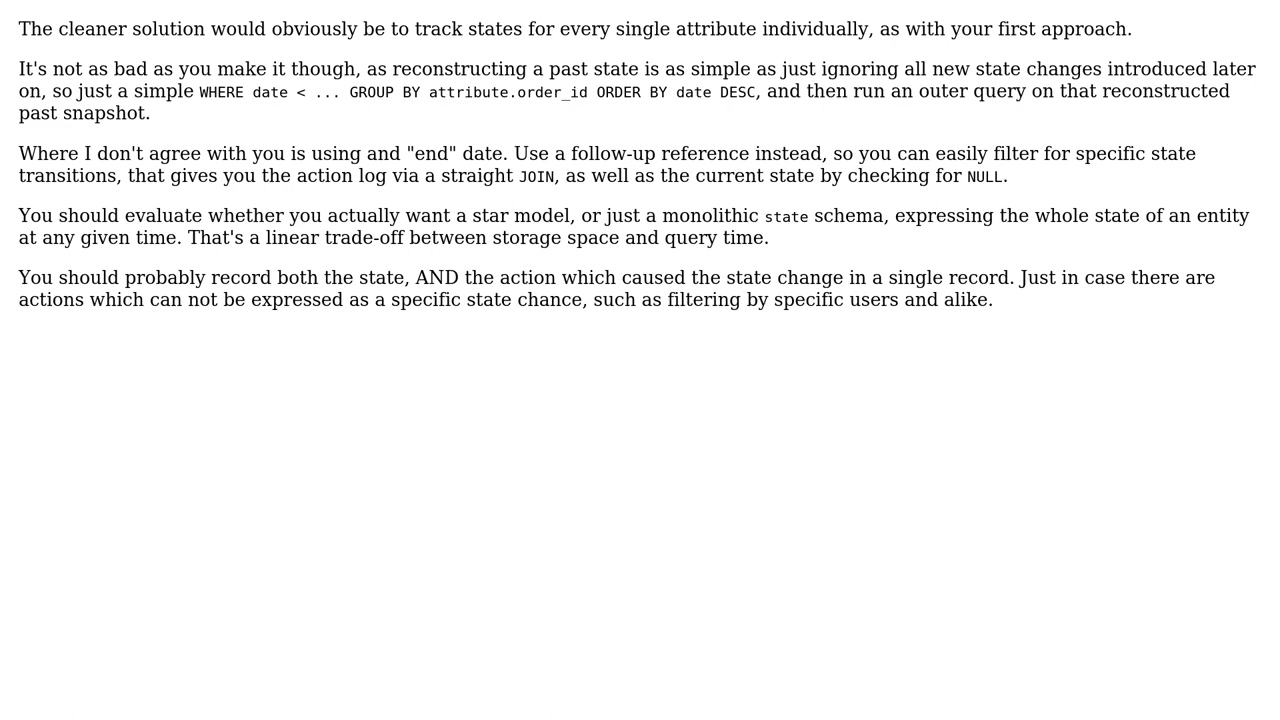 The cleaner solution would obviously be to track states for every single attribute individually, as with your first approach.
It's not as bad as you make it though, as reconstructing a past state is as simple as just ignoring all new state changes introduced later
on, so just a simple WHERE date < ... GROUP BY attribute.order_id ORDER BY date DESC, and then run an outer query on that reconstructed
past snapshot.
Where I don't agree with you is using and "end" date. Use a follow-up reference instead, so you can easily filter for specific state
transitions, that gives you the action log via a straight JOIN, as well as the current state by checking for NULL.
You should evaluate whether you actually want a star model, or just a monolithic state schema, expressing the whole state of an entity
at any given time. That's a linear trade-off between storage space and query time.
You should probably record both the state, AND the action which caused the state change in a single record. Just in case there are
actions which can not be expressed as a specific state chance, such as filtering by specific users and alike.